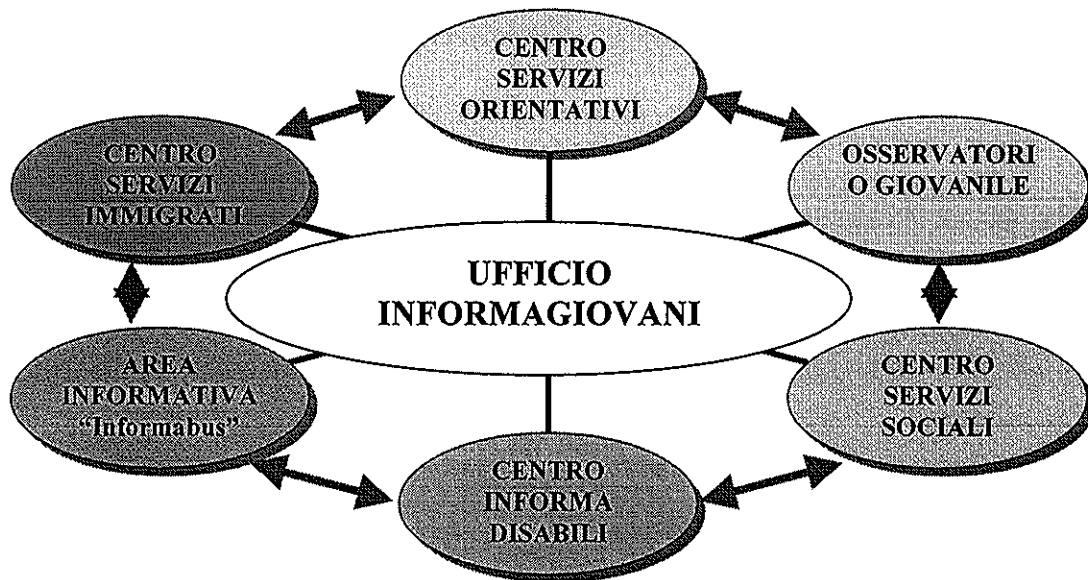 CENTRO
SERVIZI
ORIENTATIVI
CENTRO
SERVIZI
IMMIGRATI
OSSERVATORI
O GIOVANILE
UFFICIO
INFORMAGIOVANI
AREA
INFORMATIVA
“Informabus”
CENTRO
SERVIZI
SOCIALI
CENTRO
INFORMA
DISABILI